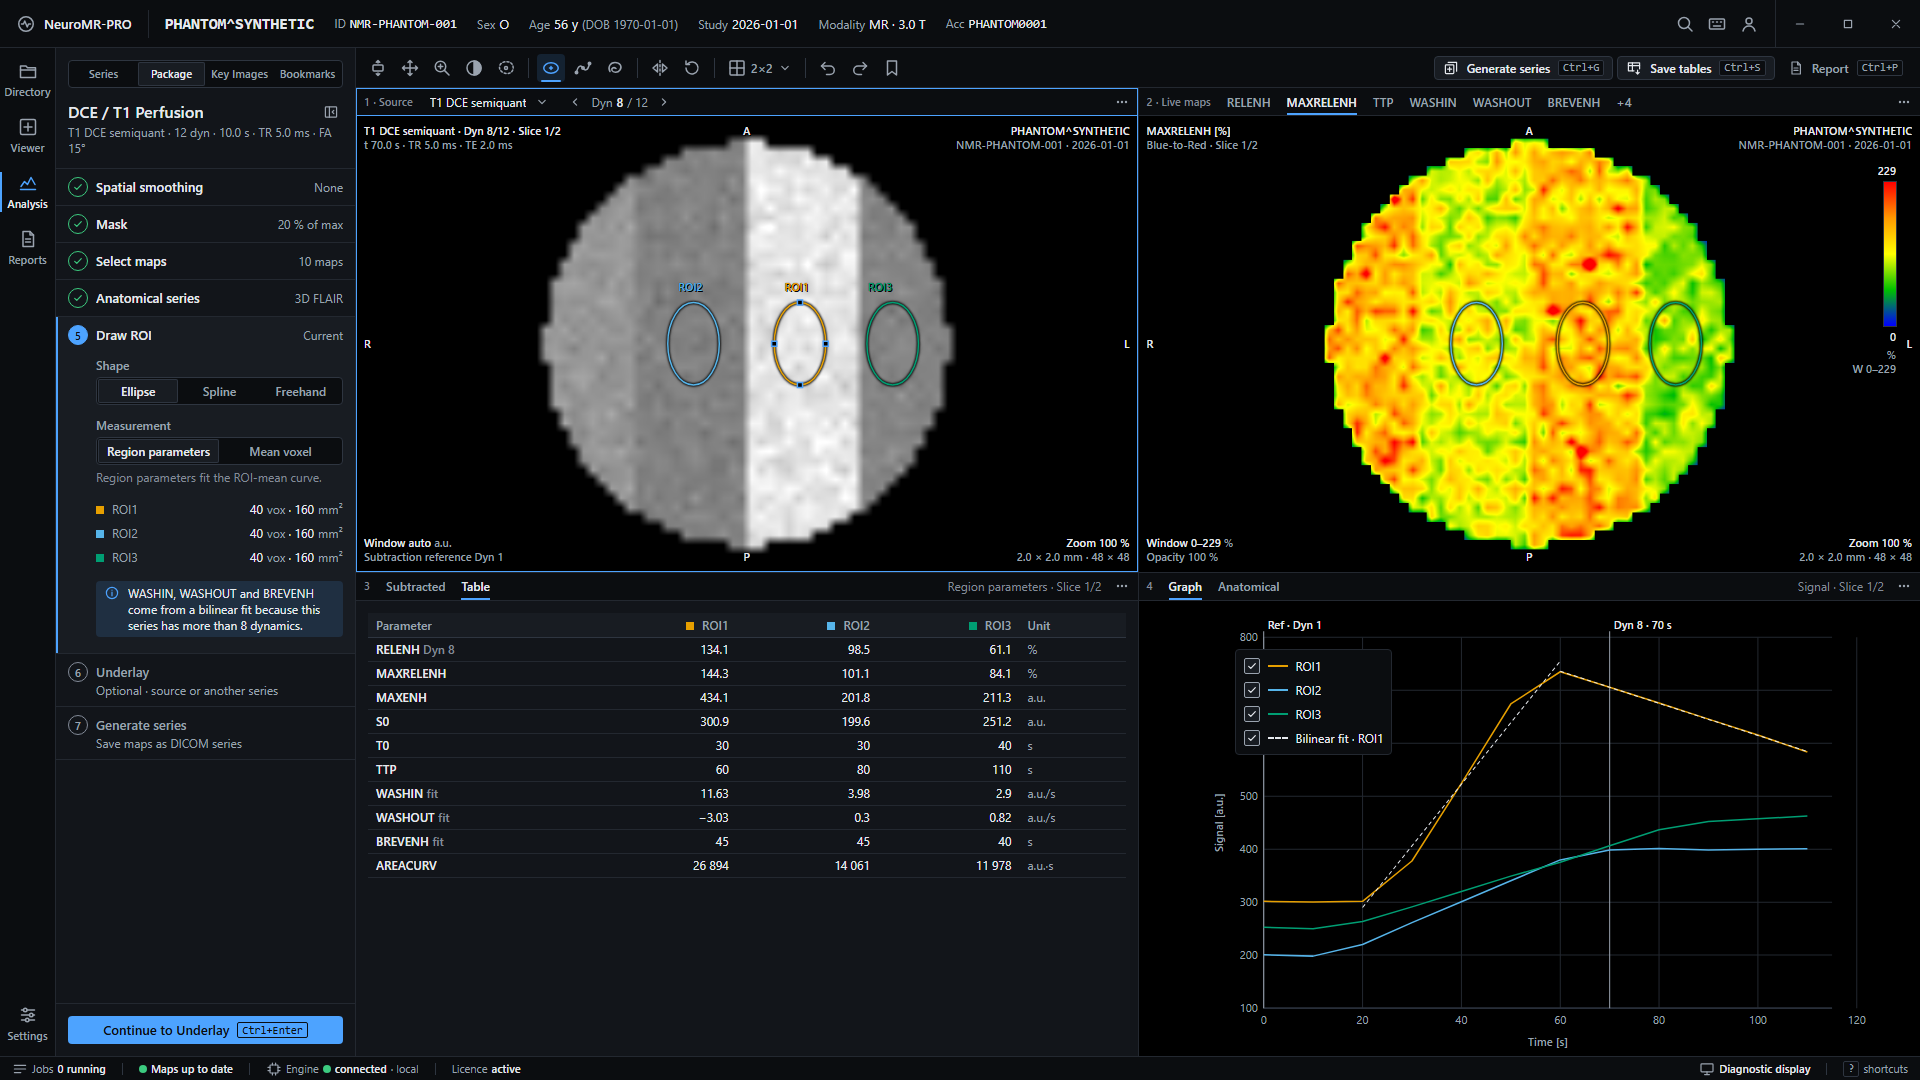 NeuroMR-PRO
PHANTOM^SYNTHETIC ID NMR-PHANTOM-001 Sex O Age 56 y (DOB 1970-01-01) Study 2026-01-01 Modality MR · 3.0 T Acc PHANTOM0001
Directory
Viewer
Analysis
Reports
Settings
Series Package Key Images Bookmarks
DCE / T1 Perfusion
T1 DCE semiquant · 12 dyn · 10.0 s · TR 5.0 ms · FA
15°
Spatial smoothing None
Mask 20 % of max
Select maps 10 maps
Anatomical series 3D FLAIR
5 Draw ROI Current
Shape
Ellipse Spline Freehand
Measurement
Region parameters Mean voxel
Region parameters fit the ROI-mean curve.
ROI1 40 vox · 160 mm²
ROI2 40 vox · 160 mm²
ROI3 40 vox · 160 mm²
WASHIN, WASHOUT and BREVENH
come from a bilinear fit because this
series has more than 8 dynamics.
6 Underlay
Optional · source or another series
7 Generate series
Save maps as DICOM series
Continue to Underlay Ctrl+Enter
2×2
Generate series Ctrl+G Save tables Ctrl+S Report Ctrl+P
1 · Source T1 DCE semiquant Dyn 8 / 12
T1 DCE semiquant · Dyn 8/12 · Slice 1/2
t 70.0 s · TR 5.0 ms · TE 2.0 ms
A
PHANTOM^SYNTHETIC
NMR-PHANTOM-001 · 2026-01-01
ROI2 ROI1 ROI3
R L
Window auto a.u.
Subtraction reference Dyn 1
P
Zoom 100 %
2.0 × 2.0 mm · 48 × 48
2 · Live maps RELENH MAXRELENH TTP WASHIN WASHOUT BREVENH +4
MAXRELENH [%]
Blue-to-Red · Slice 1/2
A
PHANTOM^SYNTHETIC
NMR-PHANTOM-001 · 2026-01-01
229
0
%
W 0–229
R L
Window 0–229 %
Opacity 100 %
P
Zoom 100 %
2.0 × 2.0 mm · 48 × 48
3 Subtracted Table Region parameters · Slice 1/2
Parameter ROI1 ROI2 ROI3 Unit
RELENH Dyn 8 134.1 98.5 61.1 %
MAXRELENH 144.3 101.1 84.1 %
MAXENH 434.1 201.8 211.3 a.u.
S0 300.9 199.6 251.2 a.u.
T0 30 30 40 s
TTP 60 80 110 s
WASHIN fit 11.63 3.98 2.9 a.u./s
WASHOUT fit −3.03 0.3 0.82 a.u./s
BREVENH fit 45 45 40 s
AREACURV 26 894 14 061 11 978 a.u.·s
4 Graph Anatomical Signal · Slice 1/2
Ref · Dyn 1 Dyn 8 · 70 s
ROI1
ROI2
ROI3
Bilinear fit · ROI1
Signal [a.u.]
800
500
400
300
200
100
0 20 40 60 80 100 120
Time [s]
Jobs 0 running Maps up to date Engine connected · local Licence active Diagnostic display ? shortcuts